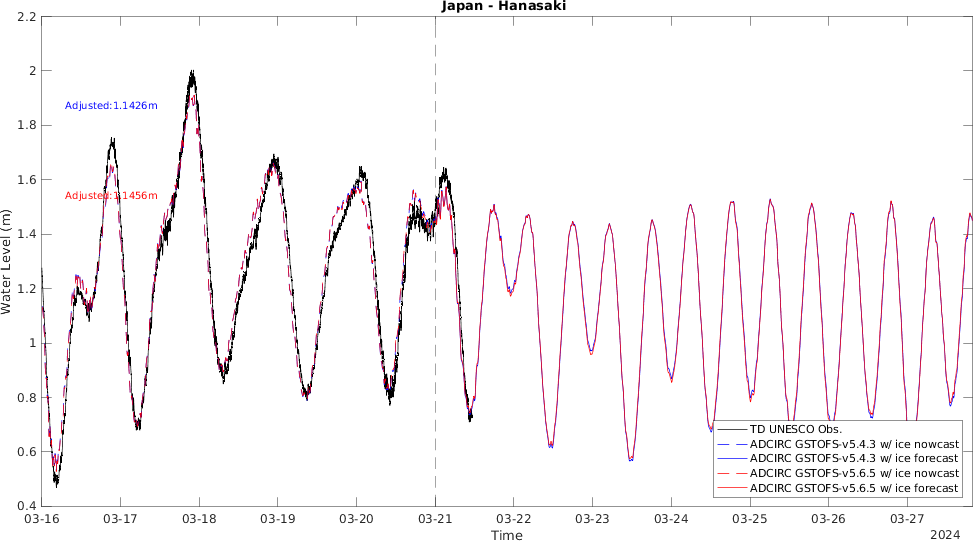 Japan - Hanasaki
Water Level (m)
2.2
2
1.8
1.6
1.4
1.2
1
0.8
0.6
0.4
Adjusted:1.1426m
Adjusted:1.1456m
TD UNESCO Obs.
ADCIRC GSTOFS-v5.4.3 w/ ice nowcast
ADCIRC GSTOFS-v5.4.3 w/ ice forecast
ADCIRC GSTOFS-v5.6.5 w/ ice nowcast
ADCIRC GSTOFS-v5.6.5 w/ ice forecast
03-16 03-17 03-18 03-19 03-20 03-21 03-22 03-23 03-24 03-25 03-26 03-27
Time
2024